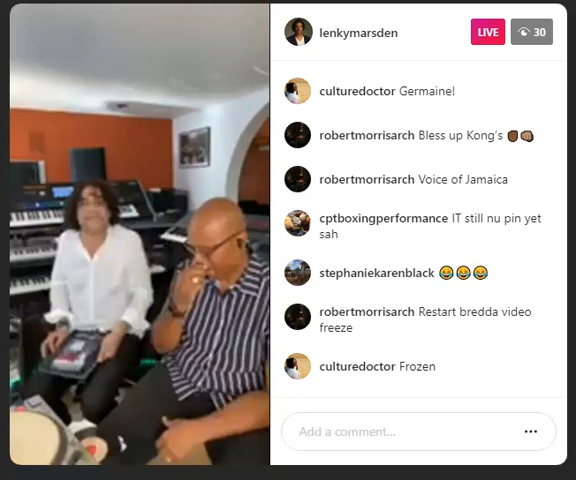 lenkymarsden
LIVE
30
culturedoctor Germaine!
robertmorrisarch Bless up Kong's 👊🏿👊🏽
robertmorrisarch Voice of Jamaica
cptboxingperformance IT still nu pin yet
sah
stephaniekarenblack 😂😂😂
robertmorrisarch Restart bredda video
freeze
culturedoctor Frozen
Add a comment...